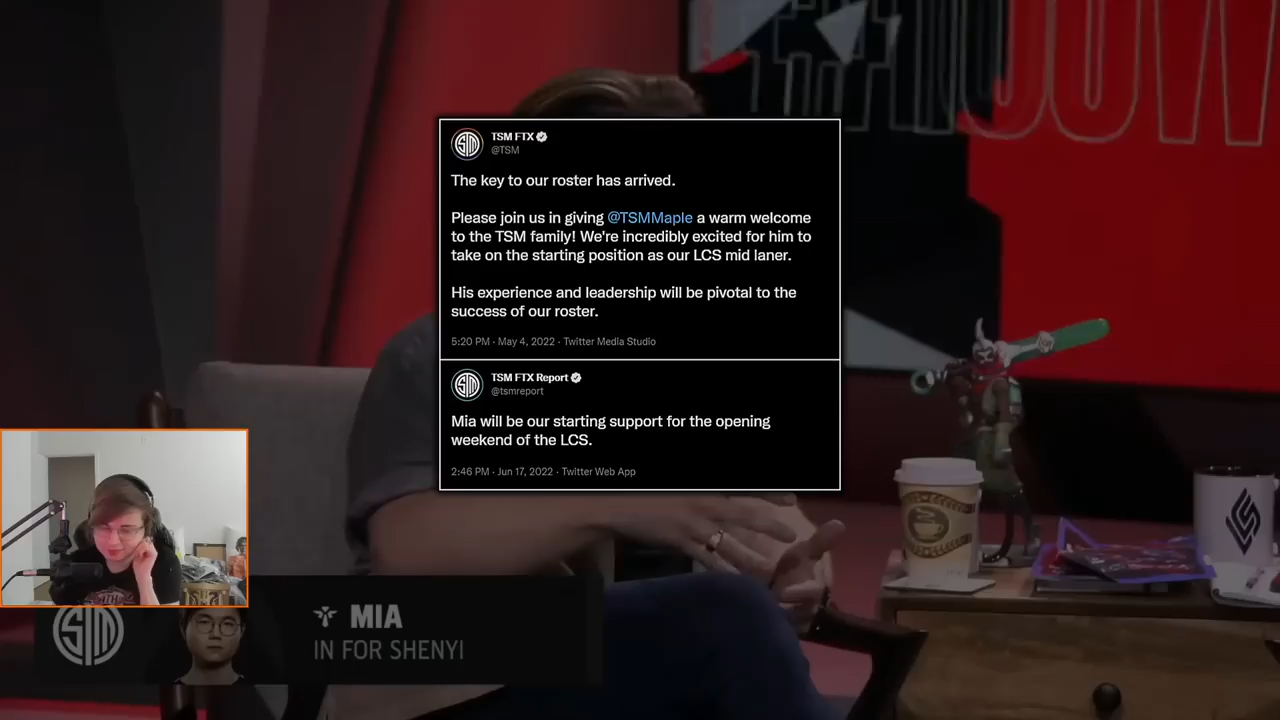 TSM FTX
@TSM
The key to our roster has arrived.
Please join us in giving @TSMMaple a warm welcome
to the TSM family! We're incredibly excited for him to
take on the starting position as our LCS mid laner.
His experience and leadership will be pivotal to the
success of our roster.
5:20 PM · May 4, 2022 · Twitter Media Studio
TSM FTX Report
@tsmreport
Mia will be our starting support for the opening
weekend of the LCS.
2:46 PM · Jun 17, 2022 · Twitter Web App
TSM
MIA
IN FOR SHENYI